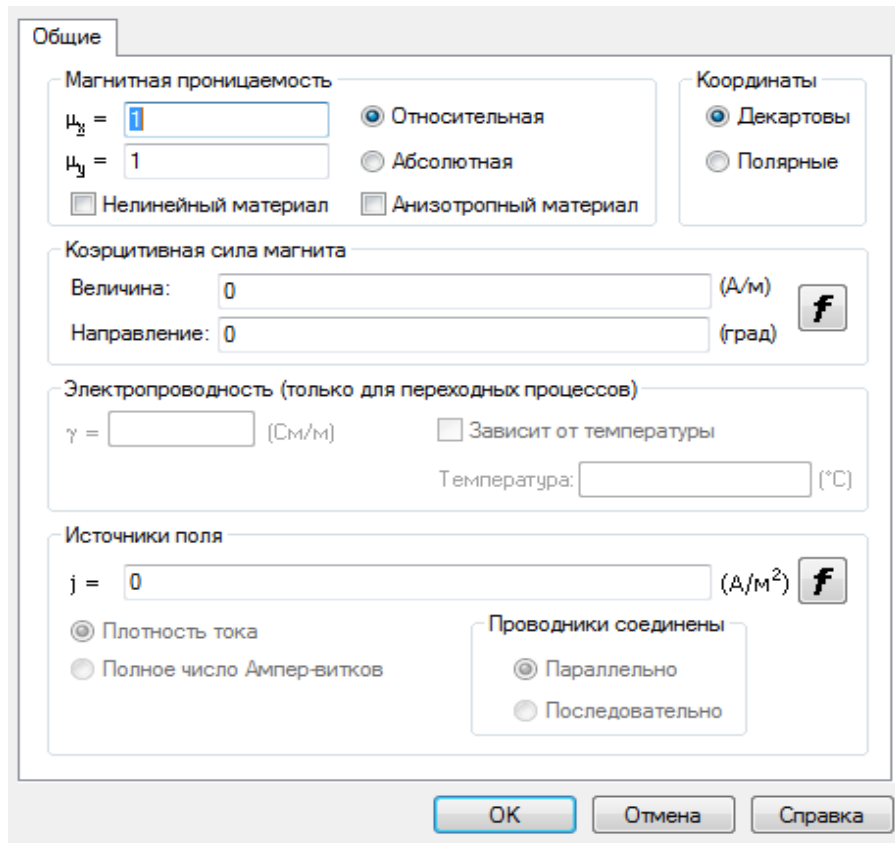 Общие
Магнитная проницаемость
Координаты
μx = 1
Относительная
Декартовы
μy = 1
Абсолютная
Полярные
Нелинейный материал
Анизотропный материал
Коэрцитивная сила магнита
Величина: 0 (А/м)
f
Направление: 0 (град)
Электропроводность (только для переходных процессов)
γ = (См/м)
Зависит от температуры
Температура: (°C)
Источники поля
j = 0 (А/м²) f
Плотность тока
Проводники соединены
Полное число Ампер-витков
Параллельно
Последовательно
OK
Отмена
Справка